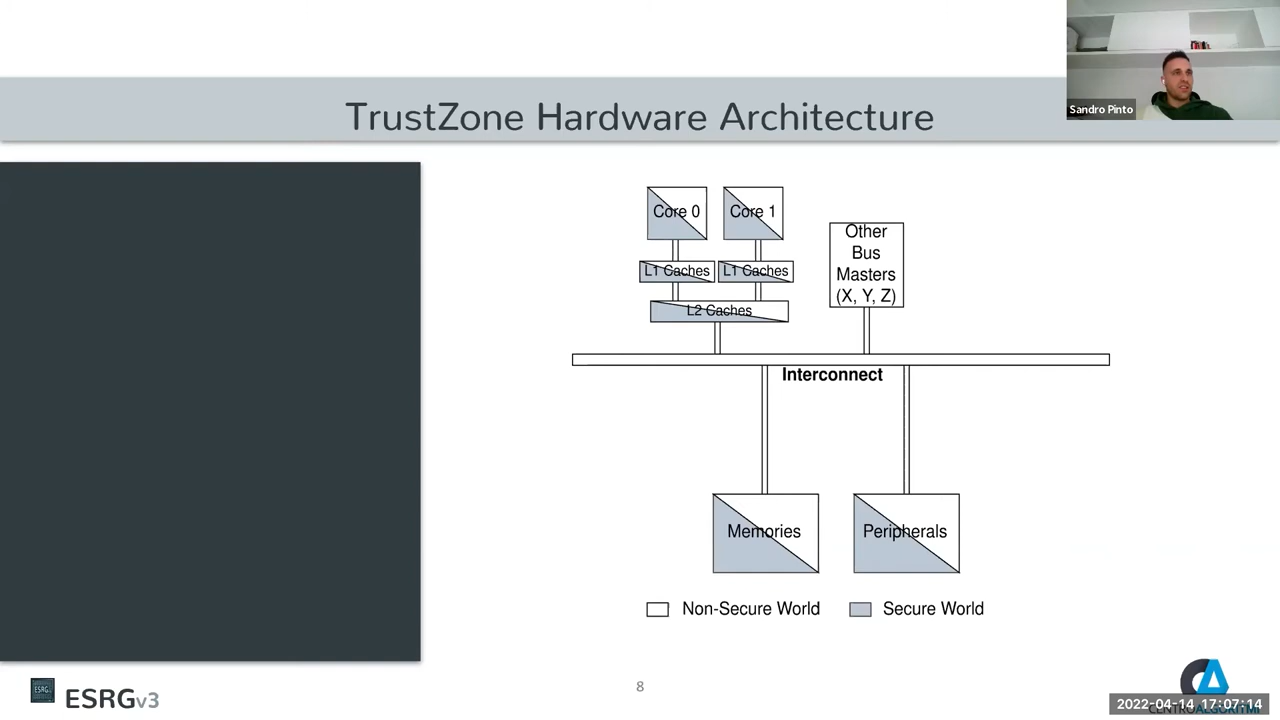 Sandro Pinto
TrustZone Hardware Architecture
Core 0
Core 1
Other
Bus
Masters
(X, Y, Z)
L1 Caches
L1 Caches
L2 Caches
Interconnect
Memories
Peripherals
Non-Secure World
Secure World
ESRG
ESRGv3
8
2022-04-14 17:07:14